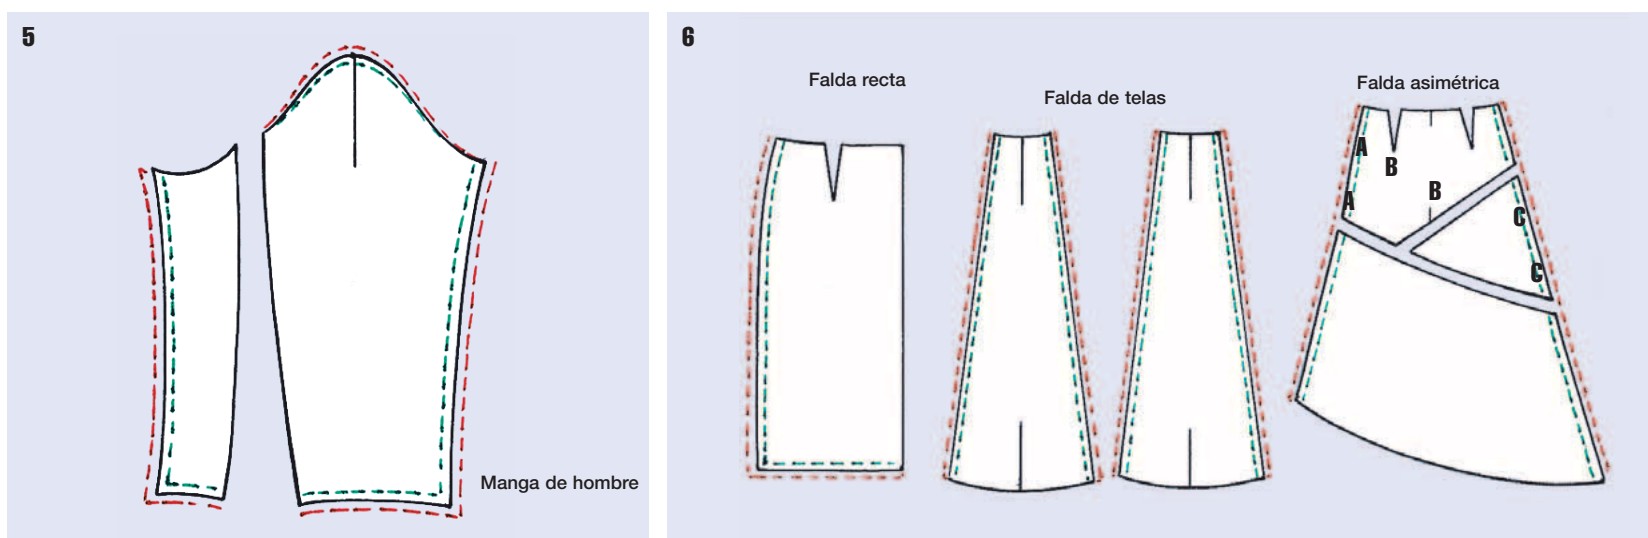 5
Manga de hombre
6
Falda recta
Falda de telas
Falda asimétrica
A
B
A
B
C
C